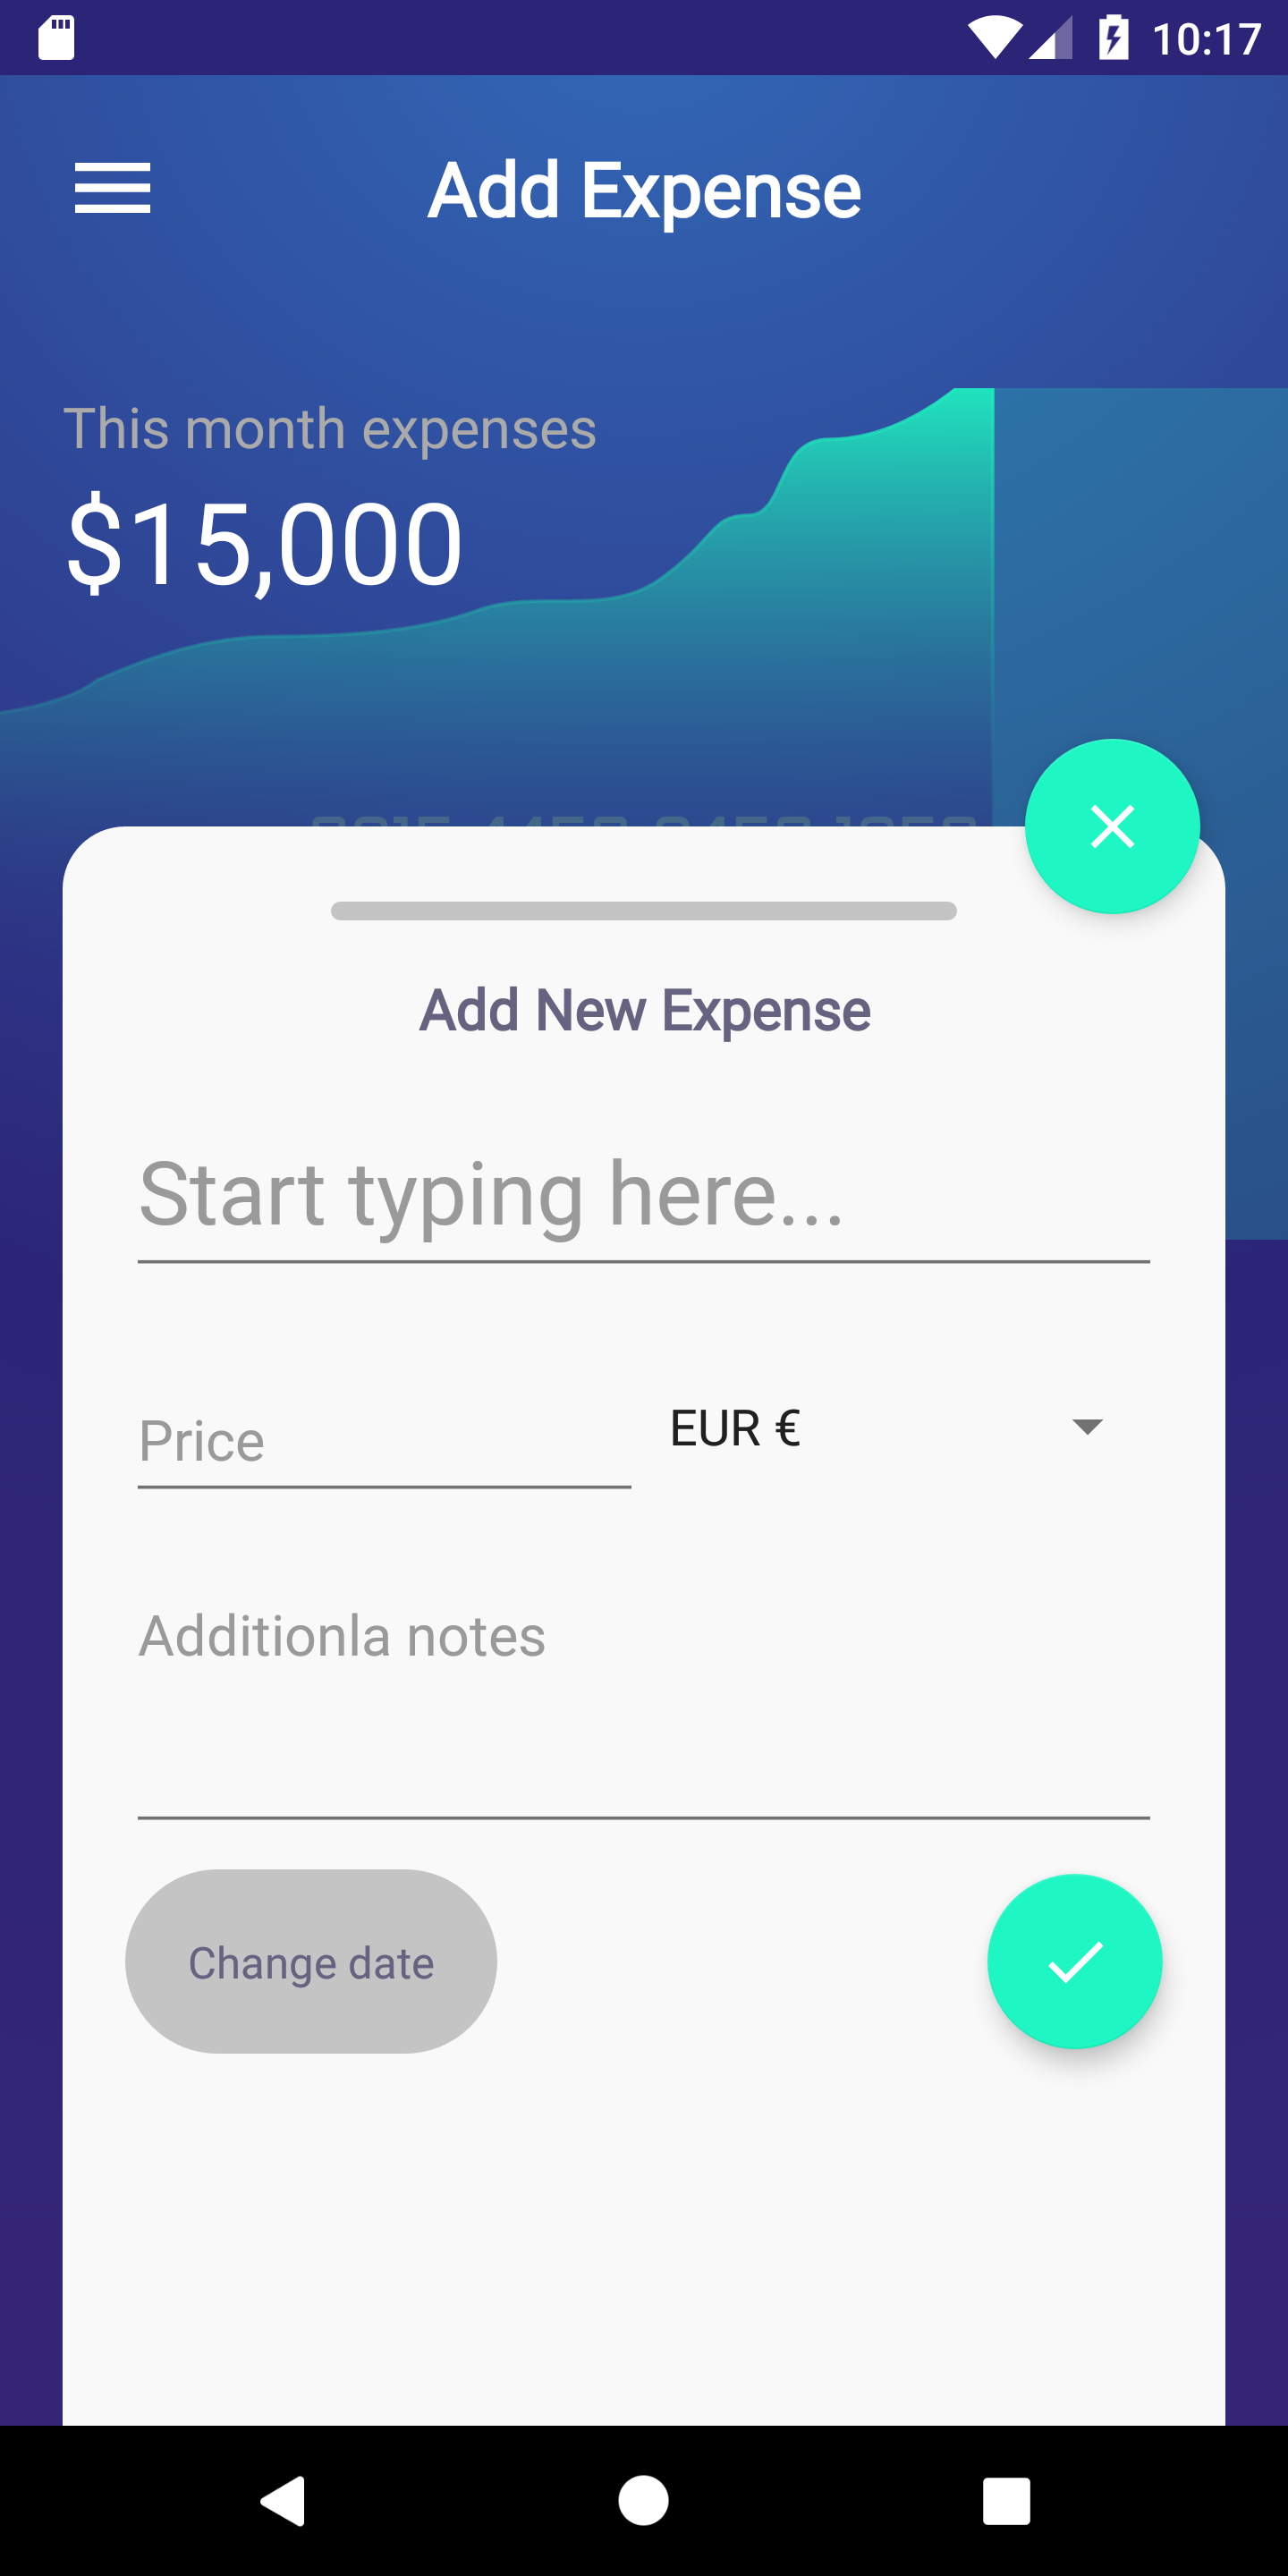 10:17
Add Expense
This month expenses
$15,000
Add New Expense
Start typing here...
Price
EUR €
Additionla notes
Change date